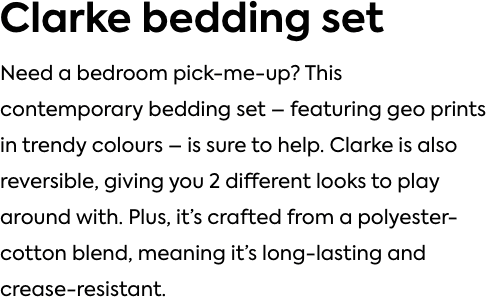 Clarke bedding set
Need a bedroom pick-me-up? This
contemporary bedding set – featuring geo prints
in trendy colours – is sure to help. Clarke is also
reversible, giving you 2 different looks to play
around with. Plus, it’s crafted from a polyester-
cotton blend, meaning it’s long-lasting and
crease-resistant.